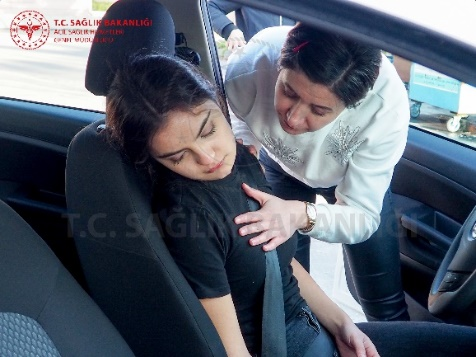 T.C. SAĞLIK BAKANLIĞI
ACİL SAĞLIK HİZMETLERİ
GENEL MÜDÜRLÜĞÜ
T.C. SAĞLIK BAKANLIĞI